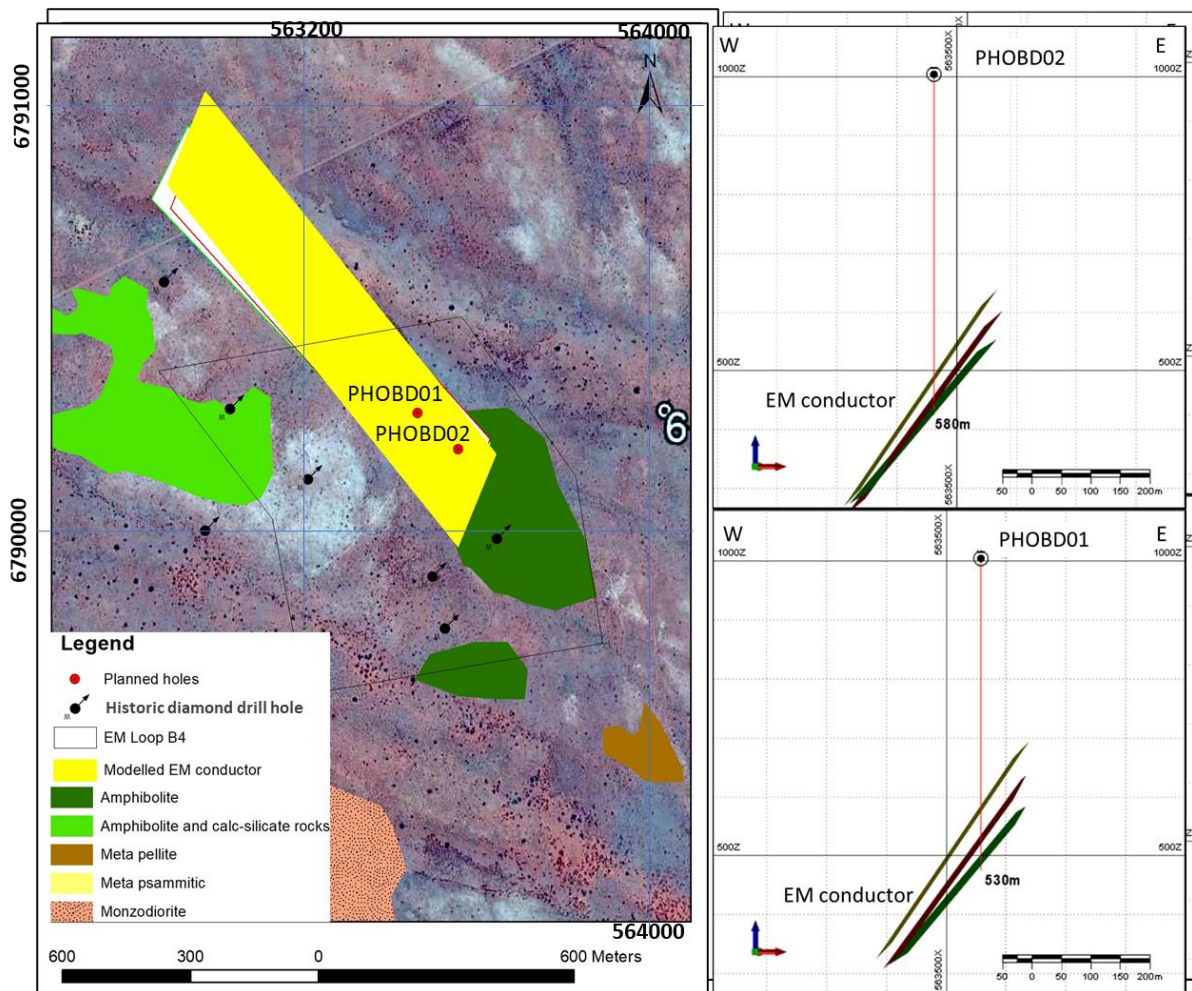 563200
564000
N
6791000
6790000
PHOBD01
PHOBD02
6
Legend
Planned holes
Historic diamond drill hole
EM Loop B4
Modelled EM conductor
Amphibolite
Amphibolite and calc-silicate rocks
Meta pellite
Meta psammitic
Monzodiorite
564000
600
300
0
600 Meters
W
E
563500X
PHOBD02
1000Z
1000Z
500Z
500Z
EM conductor
580m
563500X
50 0 50 100 150 200m
W
E
563500X
PHOBD01
1000Z
1000Z
500Z
500Z
EM conductor
530m
563500X
50 0 50 100 150 200m